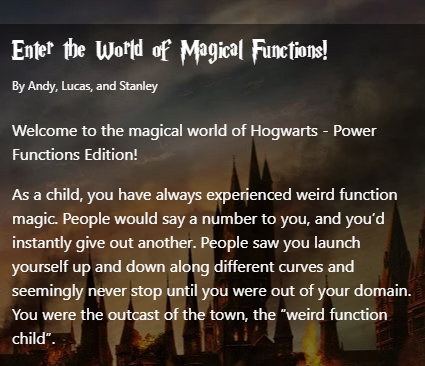 Enter the World of Magical Functions!
By Andy, Lucas, and Stanley
Welcome to the magical world of Hogwarts - Power
Functions Edition!
As a child, you have always experienced weird function
magic. People would say a number to you, and you’d
instantly give out another. People saw you launch
yourself up and down along different curves and
seemingly never stop until you were out of your domain.
You were the outcast of the town, the “weird function
child”.